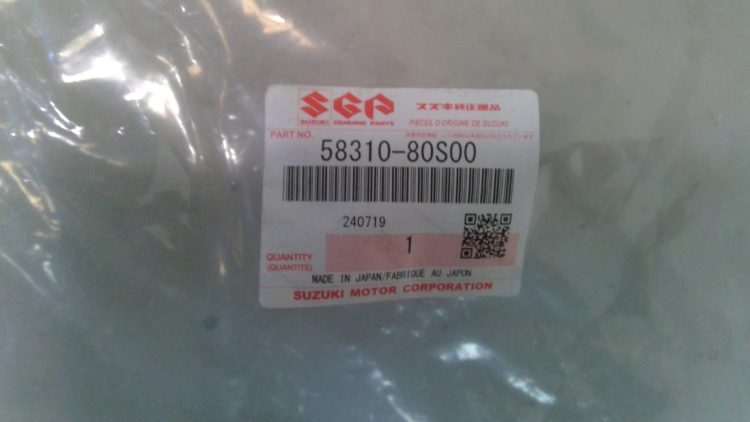 SGP スズキ純正部品
SUZUKI GENUINE PARTS PIÈCES D'ORIGINE DE SUZUKI
PART NO.
58310-80S00
240719
QUANTITY 1
(QUANTITÉ)
MADE IN JAPAN/FABRIQUE AU JAPON
SUZUKI MOTOR CORPORATION